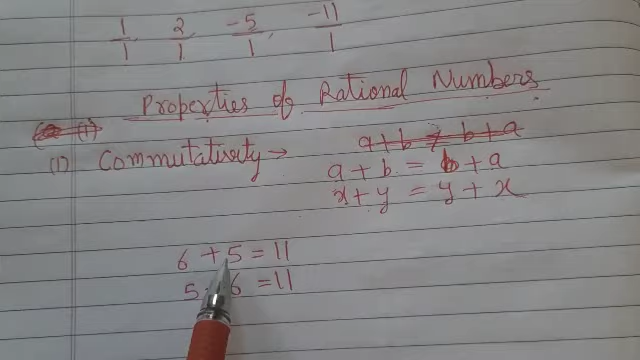 1/1, 2/1, -5/1, -11/1
Properties of Rational Numbers
(i)
a + b ≠ b + a
(1) Commutativety →
a + b = b + a
x + y = y + x
6 + 5 = 11
5 + 6 = 11